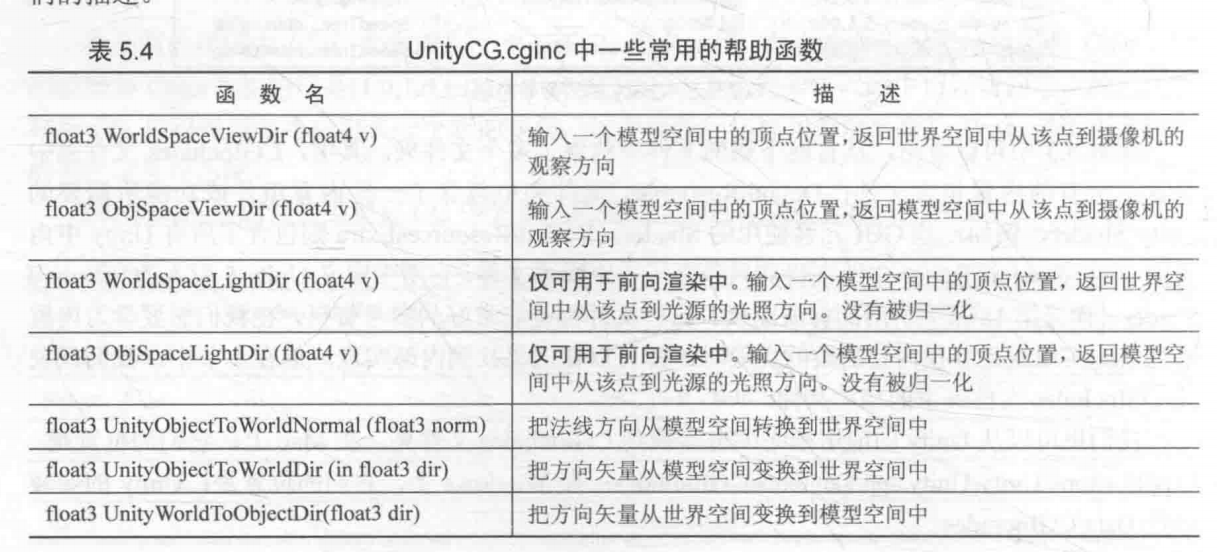 们的描述。
表 5.4 UnityCG.cginc 中一些常用的帮助函数
函 数 名 描 述
float3 WorldSpaceViewDir (float4 v) 输入一个模型空间中的顶点位置,返回世界空间中从该点到摄像机的
观察方向
float3 ObjSpaceViewDir (float4 v) 输入一个模型空间中的顶点位置,返回模型空间中从该点到摄像机的
观察方向
float3 WorldSpaceLightDir (float4 v) 仅可用于前向渲染中。输入一个模型空间中的顶点位置,返回世界空
间中从该点到光源的光照方向。没有被归一化
float3 ObjSpaceLightDir (float4 v) 仅可用于前向渲染中。输入一个模型空间中的顶点位置,返回模型空
间中从该点到光源的光照方向。没有被归一化
float3 UnityObjectToWorldNormal (float3 norm) 把法线方向从模型空间转换到世界空间中
float3 UnityObjectToWorldDir (in float3 dir) 把方向矢量从模型空间变换到世界空间中
float3 UnityWorldToObjectDir(float3 dir) 把方向矢量从世界空间变换到模型空间中